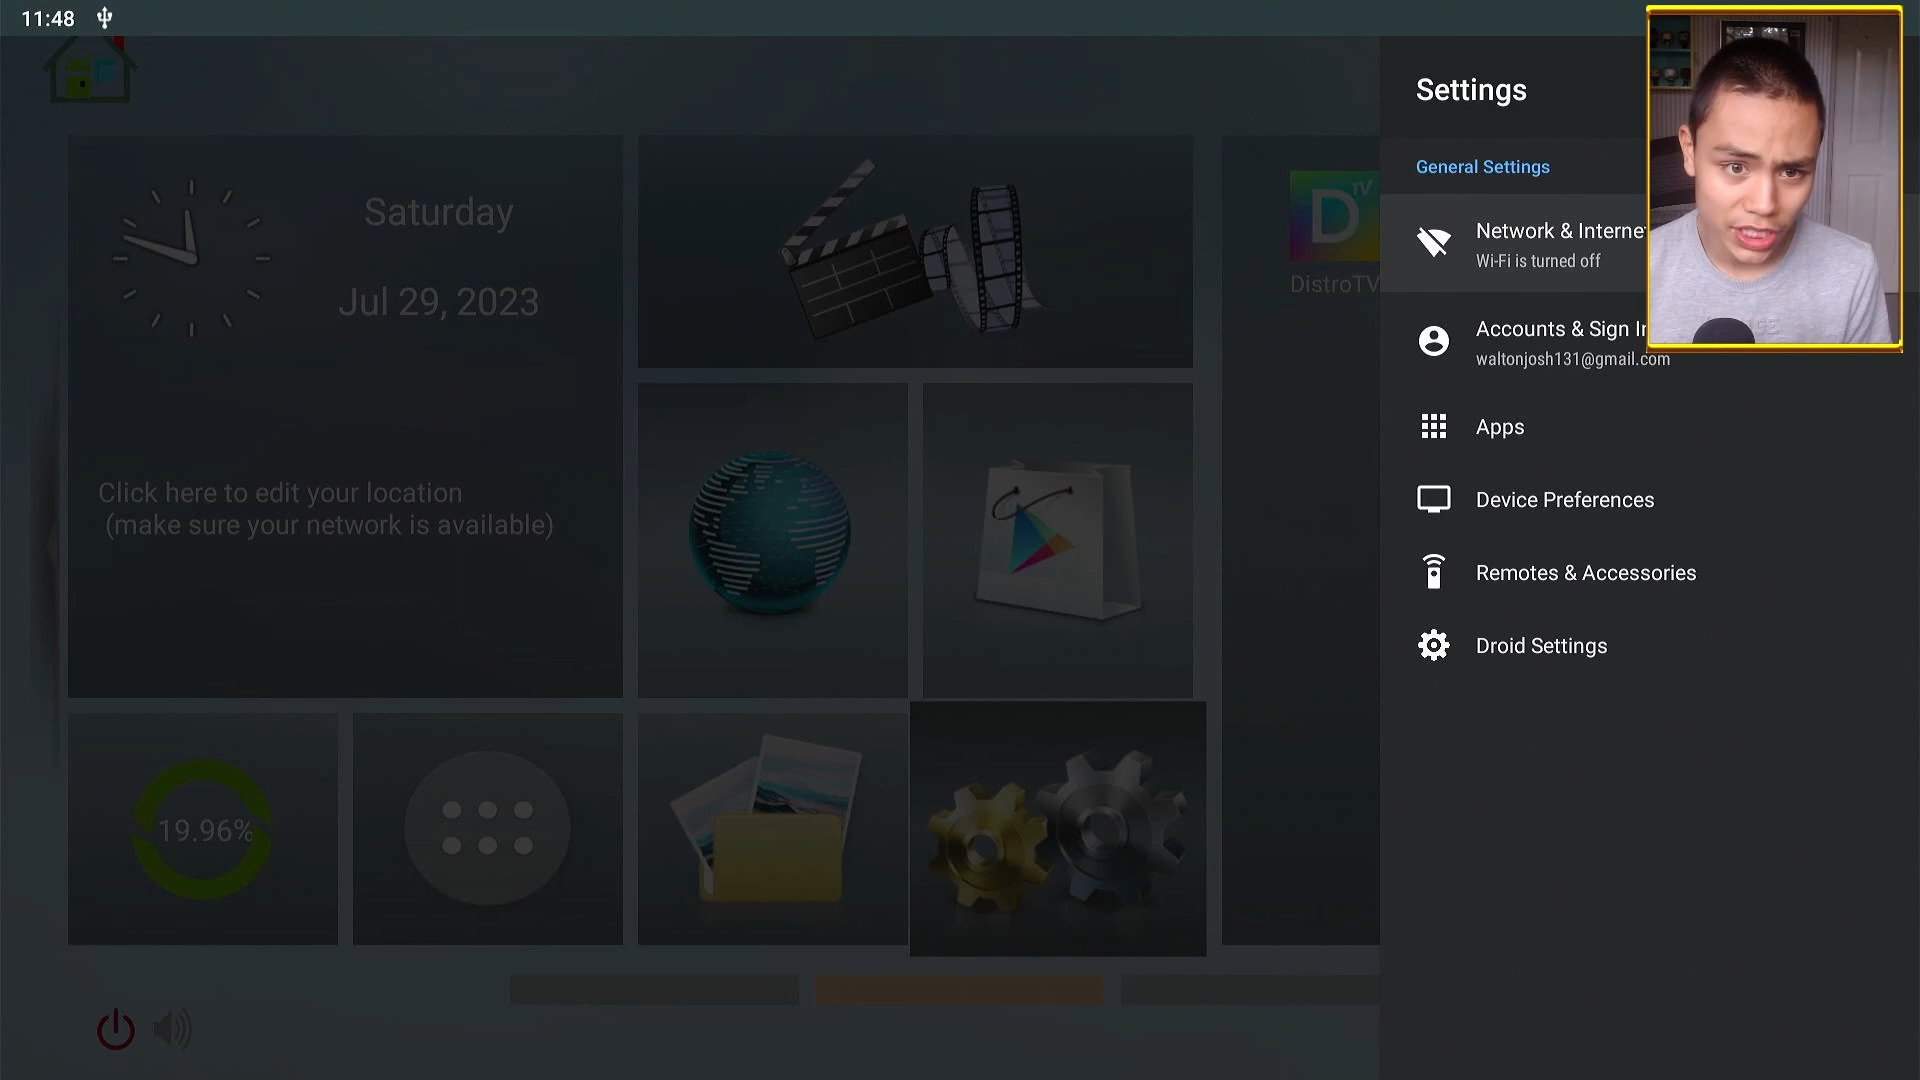 11:48
Settings
General Settings
Network & Interne
Wi-Fi is turned off
Accounts & Sign In
waltonjosh131@gmail.com
Apps
Device Preferences
Remotes & Accessories
Droid Settings
Saturday
Jul 29, 2023
Click here to edit your location
(make sure your network is available)
D TV
DistroTV
19.96%